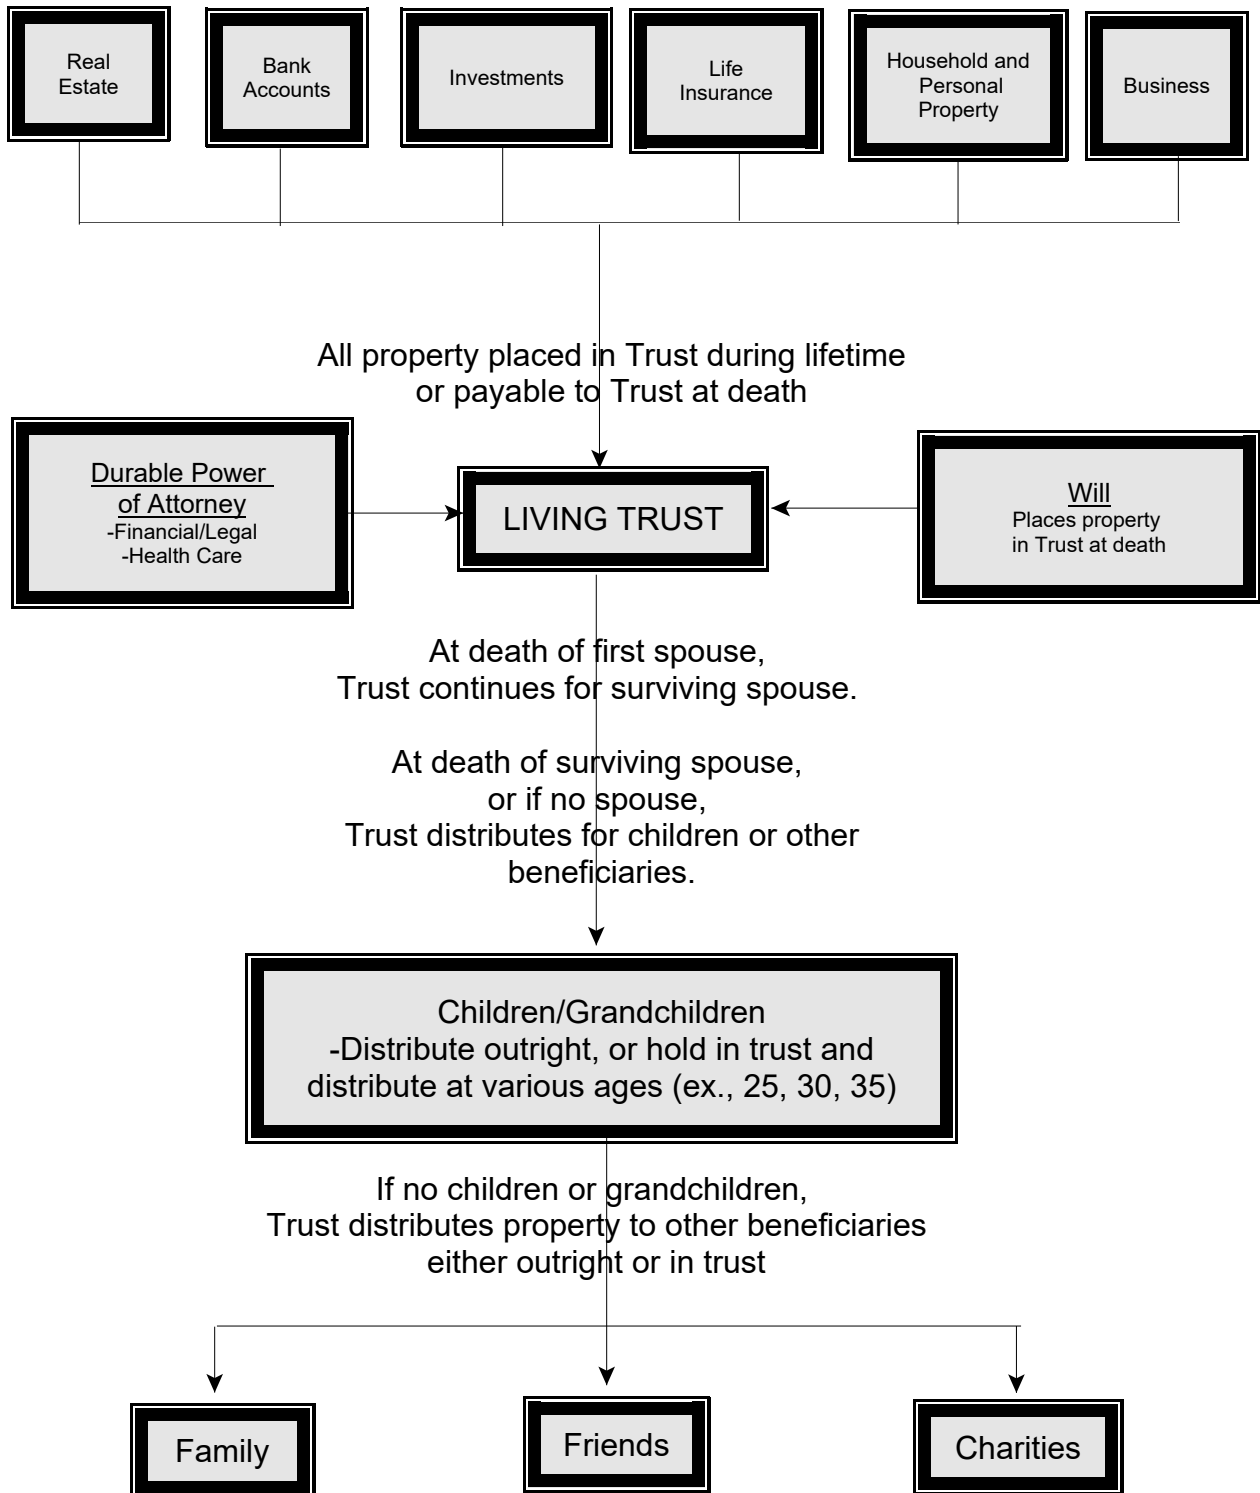 Real
Estate
Bank
Accounts
Investments
Life
Insurance
Household and
Personal
Property
Business
All property placed in Trust during lifetime
or payable to Trust at death
Durable Power
of Attorney
-Financial/Legal
-Health Care
LIVING TRUST
Will
Places property
in Trust at death
At death of first spouse,
Trust continues for surviving spouse.
At death of surviving spouse,
or if no spouse,
Trust distributes for children or other
beneficiaries.
Children/Grandchildren
-Distribute outright, or hold in trust and
distribute at various ages (ex., 25, 30, 35)
If no children or grandchildren,
Trust distributes property to other beneficiaries
either outright or in trust
Family
Friends
Charities